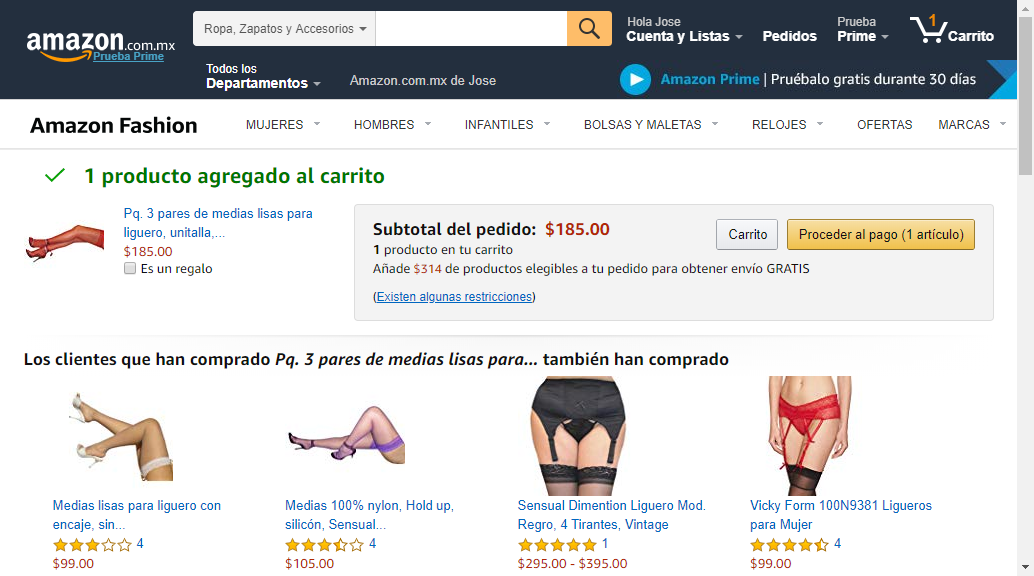 amazon.com.mx
Prueba Prime
Ropa, Zapatos y Accesorios
Hola Jose
Cuenta y Listas
Pedidos
Prueba
Prime
1
Carrito
Todos los
Departamentos
Amazon.com.mx de Jose
Amazon Prime | Pruébalo gratis durante 30 días
Amazon Fashion
MUJERES
HOMBRES
INFANTILES
BOLSAS Y MALETAS
RELOJES
OFERTAS
MARCAS
1 producto agregado al carrito
Pq. 3 pares de medias lisas para
liguero, unitalla,...
$185.00
Es un regalo
Subtotal del pedido: $185.00
1 producto en tu carrito
Añade $314 de productos elegibles a tu pedido para obtener envío GRATIS
(Existen algunas restricciones)
Carrito
Proceder al pago (1 artículo)
Los clientes que han comprado Pq. 3 pares de medias lisas para... también han comprado
Medias lisas para liguero con
encaje, sin...
4
$99.00
Medias 100% nylon, Hold up,
silicón, Sensual...
4
$105.00
Sensual Dimention Liguero Mod.
Regro, 4 Tirantes, Vintage
1
$295.00 - $395.00
Vicky Form 100N9381 Ligueros
para Mujer
4
$99.00